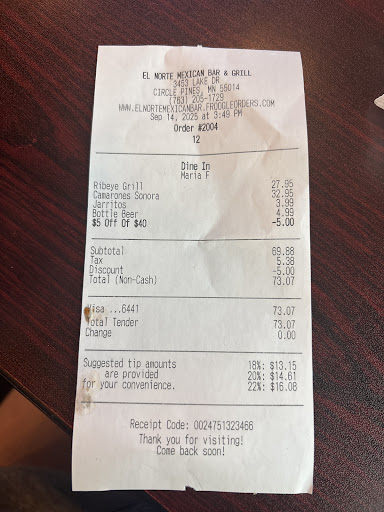 EL NORTE MEXICAN BAR & GRILL
3453 LAKE DR
CIRCLE PINES, MN 55014
(763) 205-1729
WWW.ELNORTEMEXICANBAR.FROOGLEORDERS.COM
Sep 14, 2025 at 3:49 PM
Order #2004
12
Dine In
Maria F
Ribeye Grill 27.95
Camarones Sonora 32.95
Jarritos 3.99
Bottle Beer 4.99
$5 Off Of $40 -5.00
Subtotal 69.88
Tax 5.38
Discount -5.00
Total (Non-Cash) 73.07
Visa ...6441 73.07
Total Tender 73.07
Change 0.00
Suggested tip amounts 18%: $13.15
are provided 20%: $14.61
for your convenience. 22%: $16.08
Receipt Code: 0024751323466
Thank you for visiting!
Come back soon!